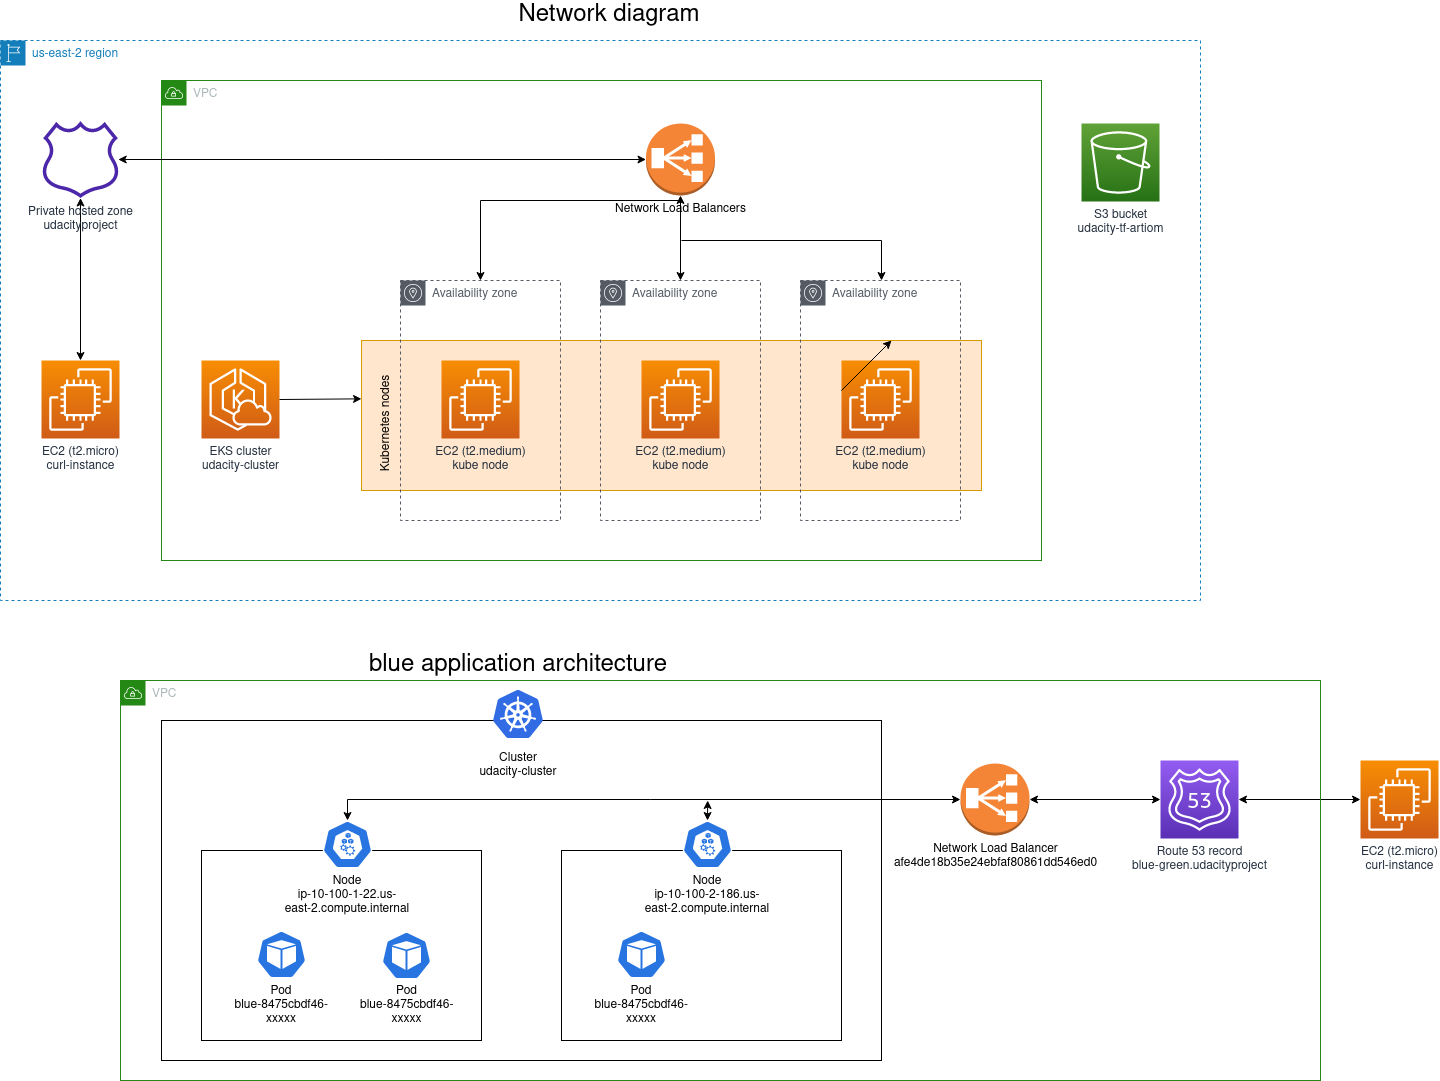 Network diagram
us-east-2 region
VPC
Private hosted zone
udacityproject
Network Load Balancers
S3 bucket
udacity-tf-artiom
Availability zone
Availability zone
Availability zone
Kubernetes nodes
EC2 (t2.micro)
curl-instance
EKS cluster
udacity-cluster
EC2 (t2.medium)
kube node
EC2 (t2.medium)
kube node
EC2 (t2.medium)
kube node
blue application architecture
VPC
Cluster
udacity-cluster
Network Load Balancer
afe4de18b35e24ebfaf80861dd546ed0
53
Route 53 record
blue-green.udacityproject
EC2 (t2.micro)
curl-instance
Node
ip-10-100-1-22.us-
east-2.compute.internal
Node
ip-10-100-2-186.us-
east-2.compute.internal
Pod
blue-8475cbdf46-
xxxxx
Pod
blue-8475cbdf46-
xxxxx
Pod
blue-8475cbdf46-
xxxxx